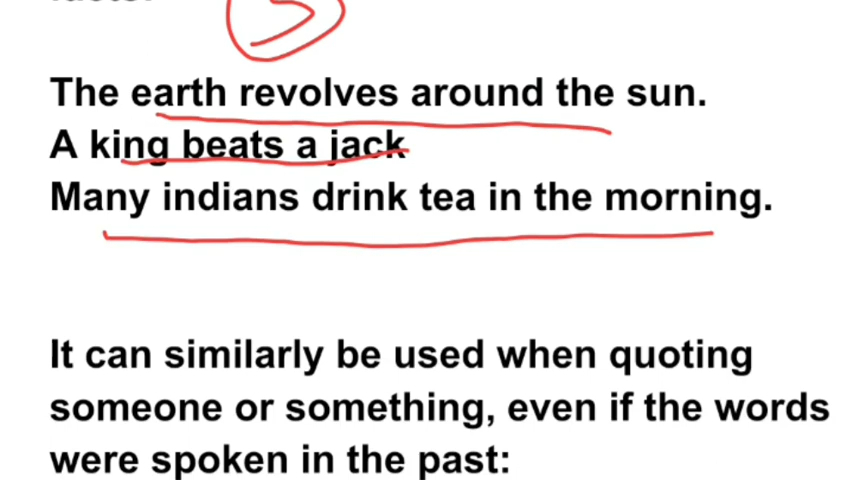 The earth revolves around the sun.
A king beats a jack
Many indians drink tea in the morning.
It can similarly be used when quoting
someone or something, even if the words
were spoken in the past: